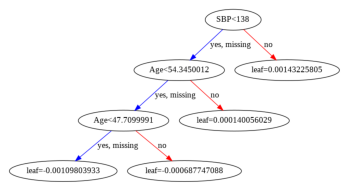 SBP<138
yes, missing
no
Age<54.3450012
leaf=0.00143225805
yes, missing
no
Age<47.7099991
leaf=0.000140056029
yes, missing
no
leaf=-0.00109803933
leaf=-0.000687747088